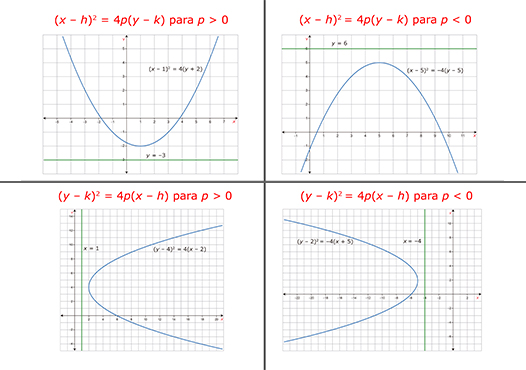 (x − h)² = 4p(y − k) para p > 0
(x − 1)² = 4(y + 2)
y = −3
(x − h)² = 4p(y − k) para p < 0
y = 6
(x − 5)² = −4(y − 5)
(y − k)² = 4p(x − h) para p > 0
x = 1
(y − 4)² = 4(x − 2)
(y − k)² = 4p(x − h) para p < 0
(y − 2)² = −4(x + 5)
x = −4